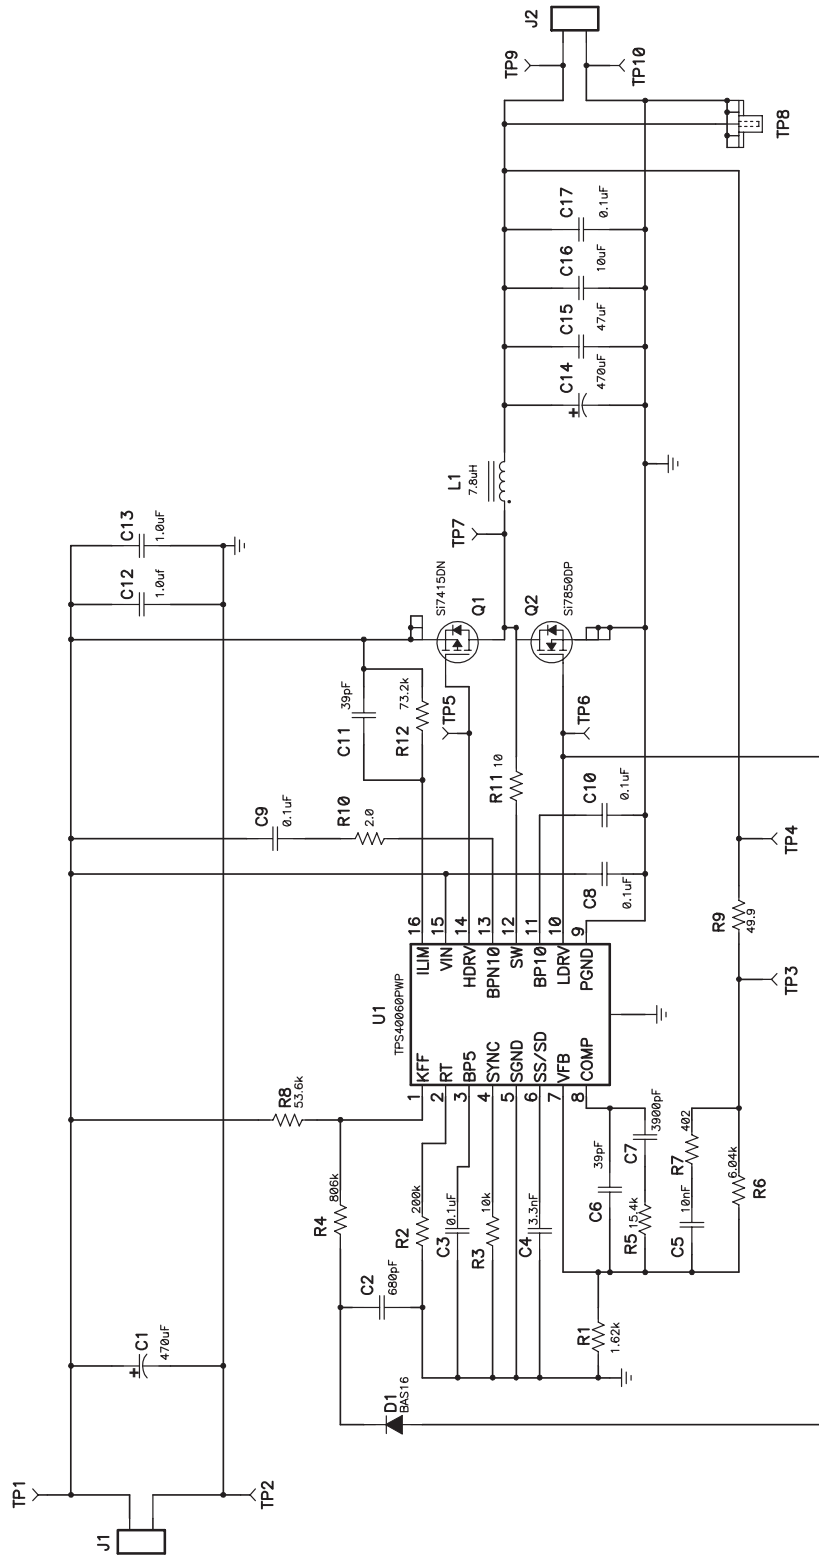 J1
TP1
TP2
C1
470uF
D1
BAS16
C2
680pF
R4
806k
R8
53.6k
R2
200k
C3
0.1uF
R3
10k
C4
3.3nF
R1
1.62k
C6
39pF
R5
15.4k
C7
3900pF
C5
10nF
R7
402
R6
6.04k
U1
TPS40060PWP
1
KFF
2
RT
3
BP5
4
SYNC
5
SGND
6
SS/SD
7
VFB
8
COMP
16
ILIM
15
VIN
14
HDRV
13
BPN10
12
SW
11
BP10
10
LDRV
9
PGND
TP3
R9
49.9
TP4
C8
0.1uF
C10
0.1uF
R11
10
C9
0.1uF
R10
2.0
C11
39pF
R12
73.2k
TP5
TP6
Si7415DN
Q1
Q2
Si7850DP
C12
1.0uf
C13
1.0uF
TP7
L1
7.8uH
C14
470uF
C15
47uF
C16
10uF
C17
0.1uF
TP8
TP9
TP10
J2